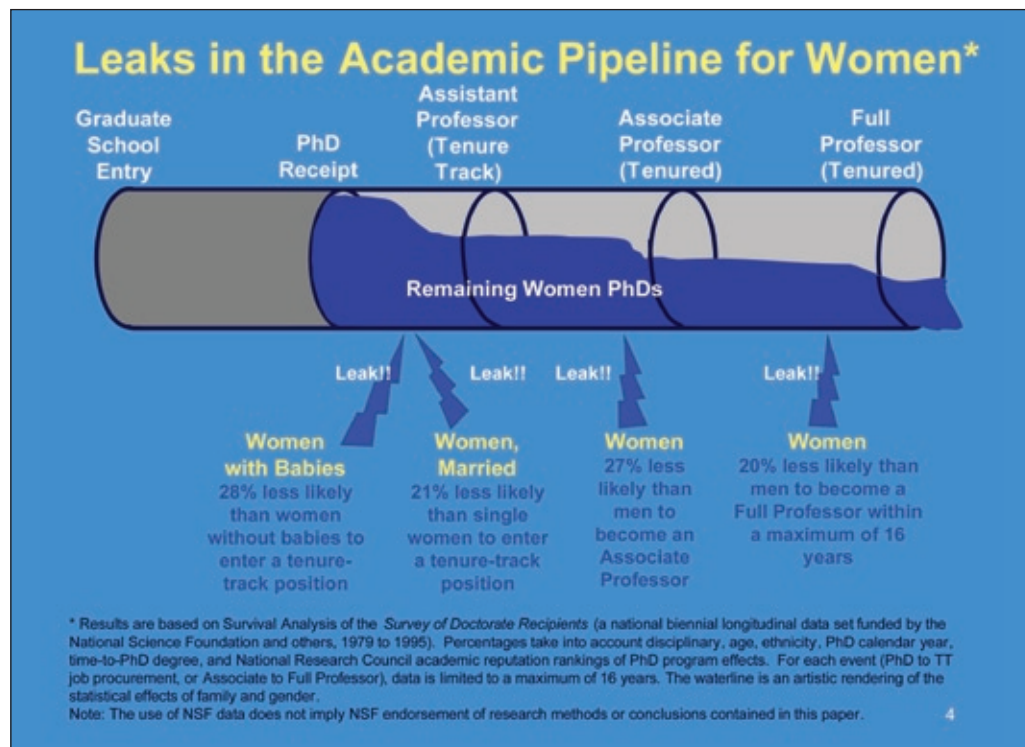 Leaks in the Academic Pipeline for Women*
Graduate
School
Entry
PhD
Receipt
Assistant
Professor
(Tenure
Track)
Associate
Professor
(Tenured)
Full
Professor
(Tenured)
Remaining Women PhDs
Leak!!
Leak!!
Leak!!
Leak!!
Women
with Babies
28% less likely
than women
without babies to
enter a tenure-
track position
Women,
Married
21% less likely
than single
women to enter
a tenure-track
position
Women
27% less
likely than
men to
become an
Associate
Professor
Women
20% less likely than
men to become a
Full Professor within
a maximum of 16
years
* Results are based on Survival Analysis of the Survey of Doctorate Recipients (a national biennial longitudinal data set funded by the
National Science Foundation and others, 1979 to 1995). Percentages take into account disciplinary, age, ethnicity, PhD calendar year,
time-to-PhD degree, and National Research Council academic reputation rankings of PhD program effects. For each event (PhD to TT
job procurement, or Associate to Full Professor), data is limited to a maximum of 16 years. The waterline is an artistic rendering of the
statistical effects of family and gender.
Note: The use of NSF data does not imply NSF endorsement of research methods or conclusions contained in this paper.
4